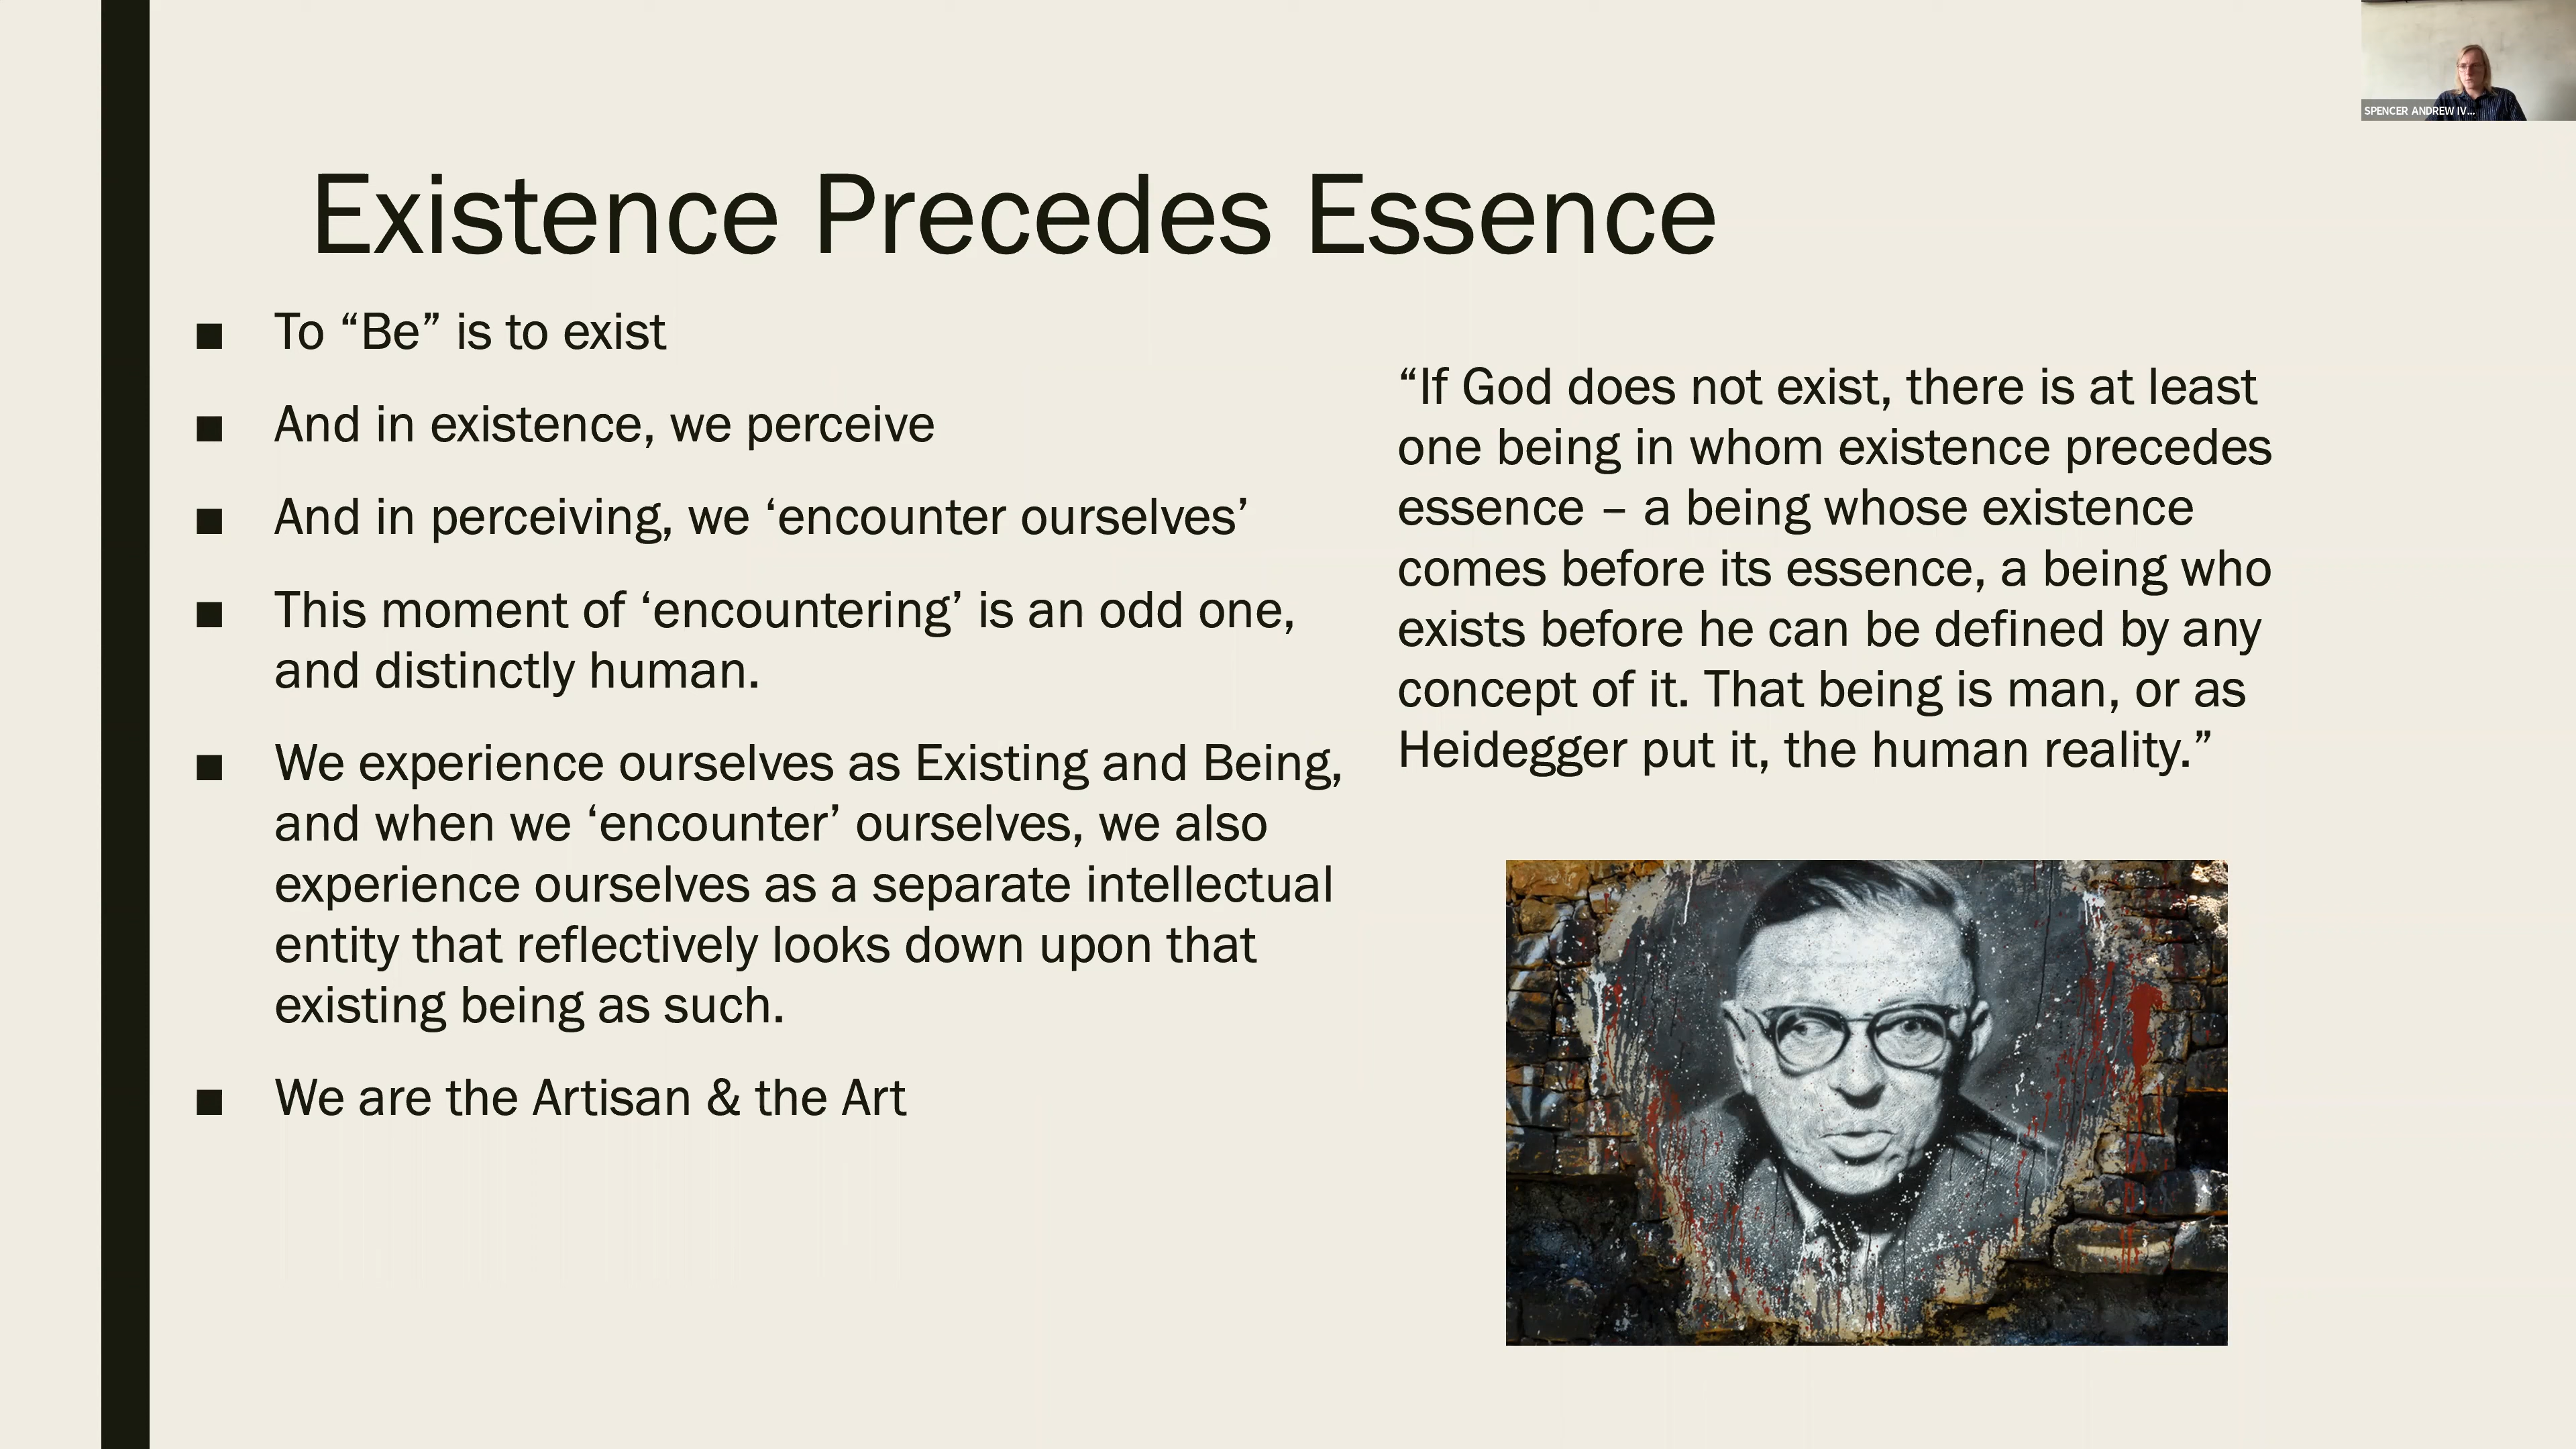 SPENCER ANDREW IV...
Existence Precedes Essence
■ To “Be” is to exist
■ And in existence, we perceive
■ And in perceiving, we ‘encounter ourselves’
■ This moment of ‘encountering’ is an odd one,
and distinctly human.
■ We experience ourselves as Existing and Being,
and when we ‘encounter’ ourselves, we also
experience ourselves as a separate intellectual
entity that reflectively looks down upon that
existing being as such.
■ We are the Artisan & the Art
“If God does not exist, there is at least
one being in whom existence precedes
essence – a being whose existence
comes before its essence, a being who
exists before he can be defined by any
concept of it. That being is man, or as
Heidegger put it, the human reality.”